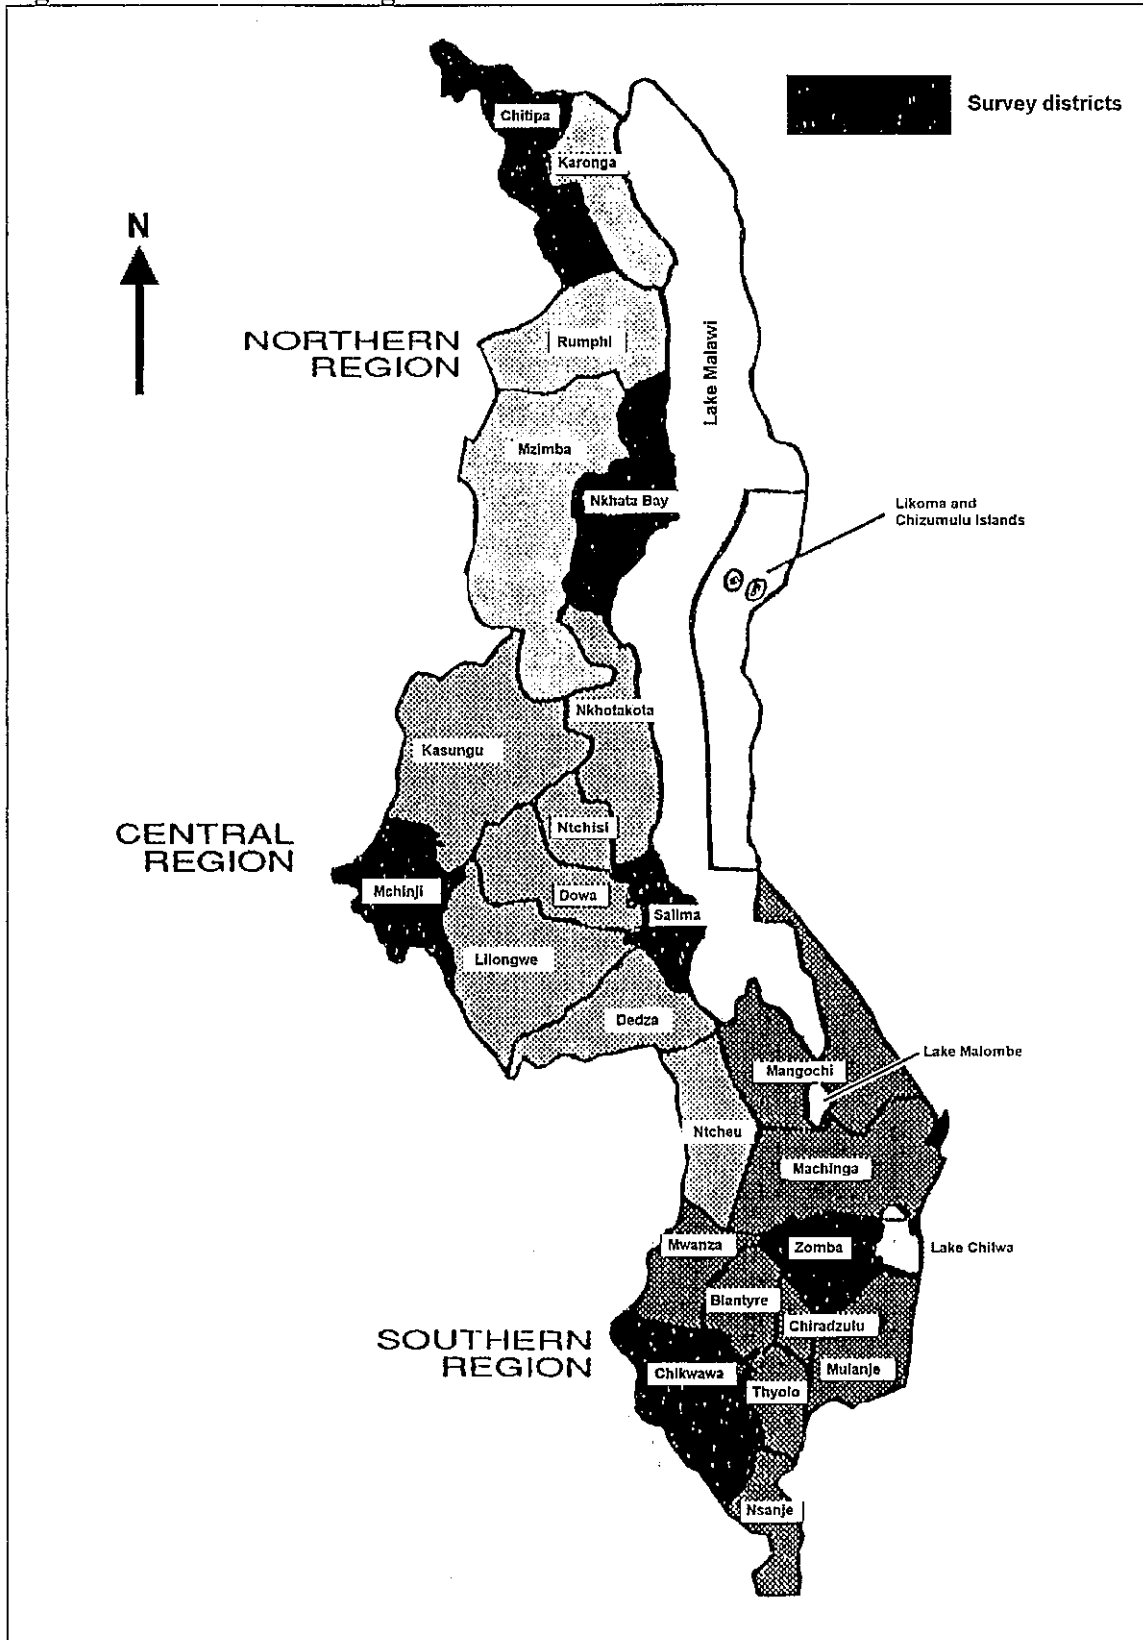 Survey districts
Chitipa
Karonga
N
NORTHERN
REGION
Rumphi
Lake Malawi
Mzimba
Nkhata Bay
Likoma and
Chizumulu Islands
Nkhotakota
Kasungu
CENTRAL
REGION
Ntchisi
Mchinji
Dowa
Salima
Lilongwe
Dedza
Lake Malombe
Mangochi
Ntcheu
Machinga
Mwanza
Zomba
Lake Chilwa
Blantyre
Chiradzulu
SOUTHERN
REGION
Chikwawa
Mulanje
Thyolo
Nsanje